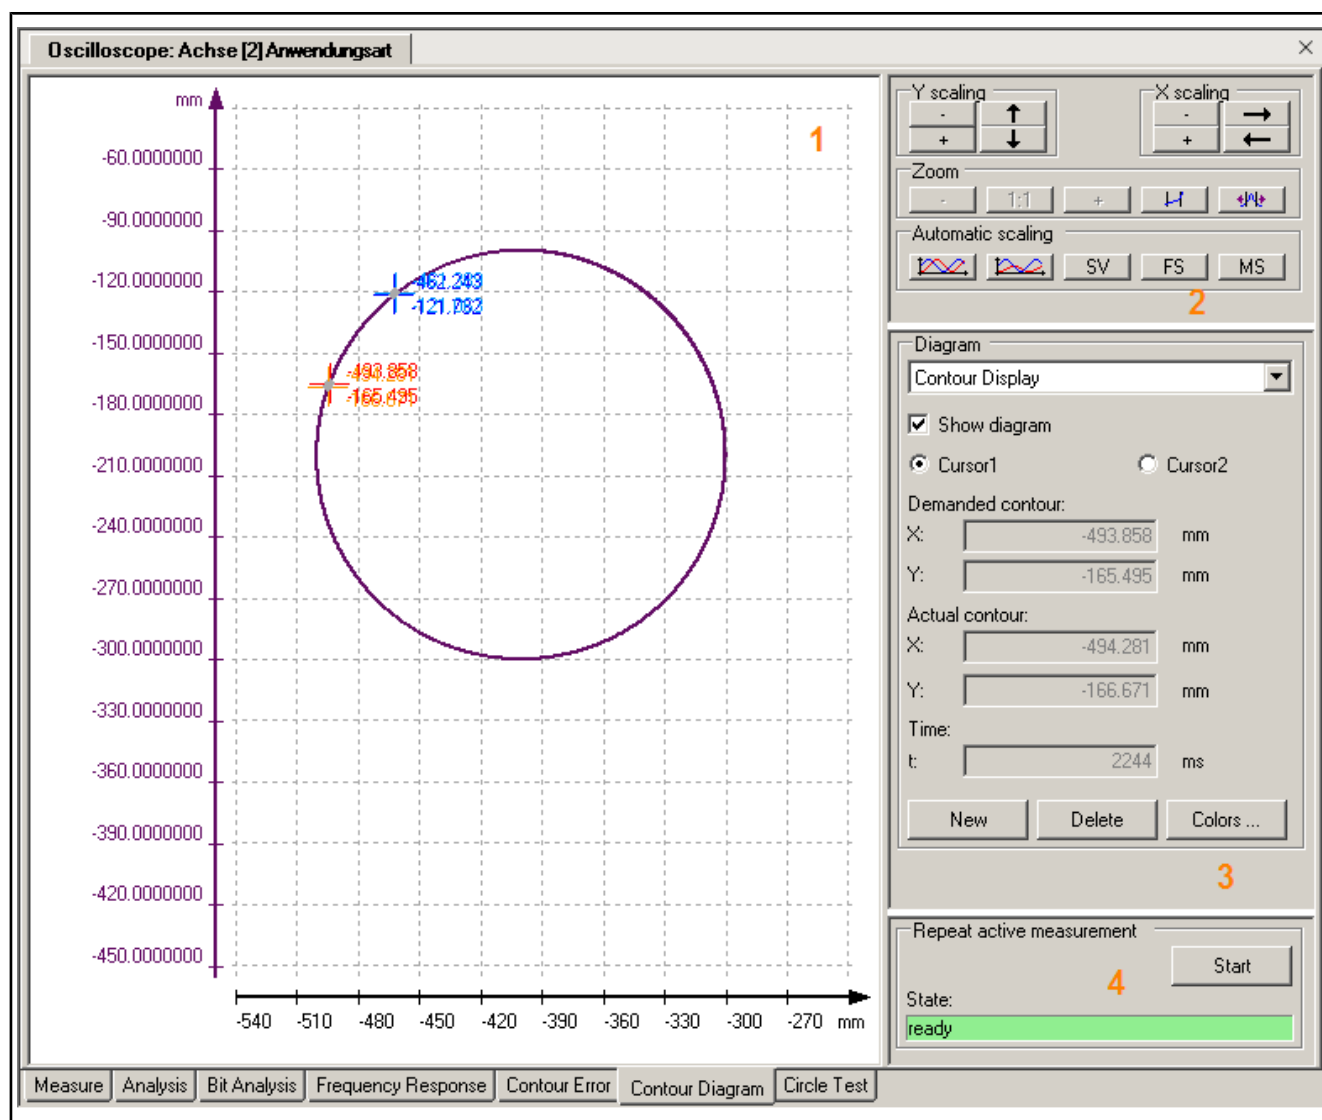 Oscilloscope: Achse [2] Anwendungsart
mm
1
-60.0000000
-90.0000000
-120.0000000
-150.0000000
-180.0000000
-210.0000000
-240.0000000
-270.0000000
-300.0000000
-330.0000000
-360.0000000
-390.0000000
-420.0000000
-450.0000000
-121.782
-493.858
-165.495
-540 -510 -480 -450 -420 -390 -360 -330 -300 -270 mm
Y scaling X scaling
- -
+ +
Zoom
- 1:1 +
Automatic scaling
SV FS MS
2
Diagram
Contour Display
Show diagram
Cursor1 Cursor2
Demanded contour:
X: -493.858 mm
Y: -165.495 mm
Actual contour:
X: -494.281 mm
Y: -166.671 mm
Time:
t: 2244 ms
New Delete Colors ...
3
Repeat active measurement
Start
4
State:
ready
Measure Analysis Bit Analysis Frequency Response Contour Error Contour Diagram Circle Test